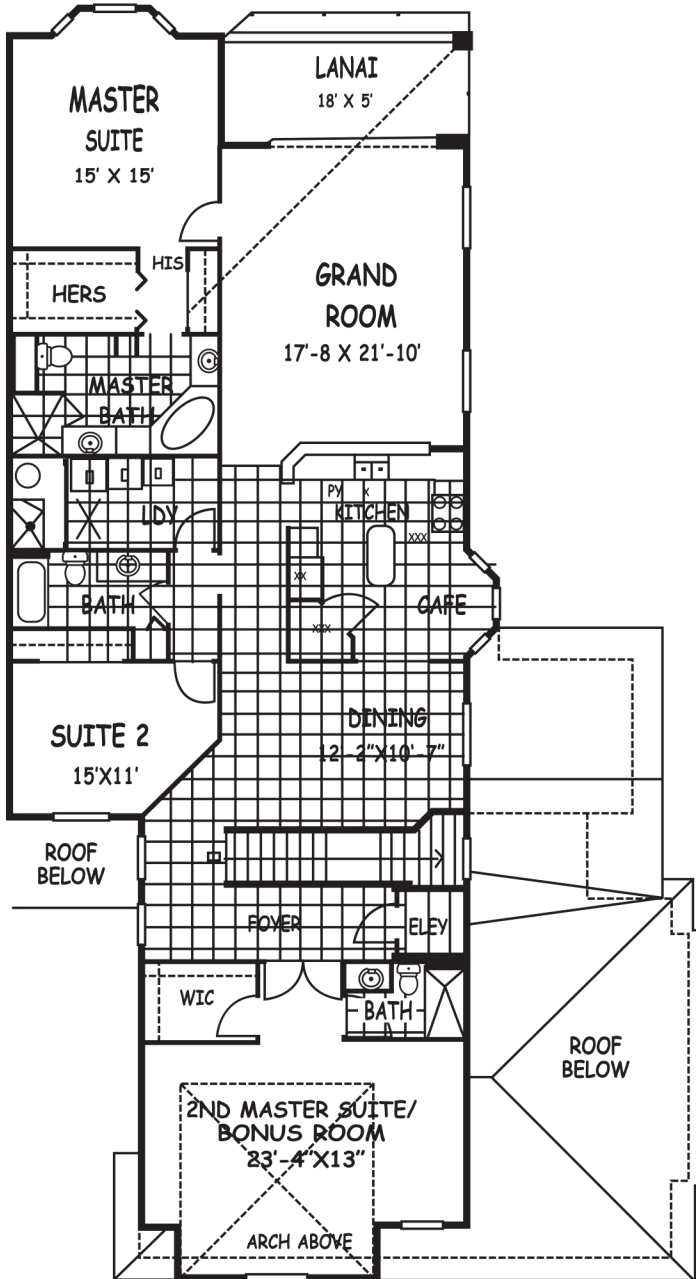 LANAI
18' X 5'
MASTER
SUITE
15' X 15'
HIS
HERS
GRAND
ROOM
17'-8 X 21'-10'
MASTER
BATH
PY
X
KITCHEN
LDY
XXX
XX
BATH
CAFE
XXX
DINING
12'-2"X10'-7"
SUITE 2
15'X11'
ROOF
BELOW
FOYER
ELEY
WIC
BATH
ROOF
BELOW
2ND MASTER SUITE/
BONUS ROOM
23'-4"X13"
ARCH ABOVE